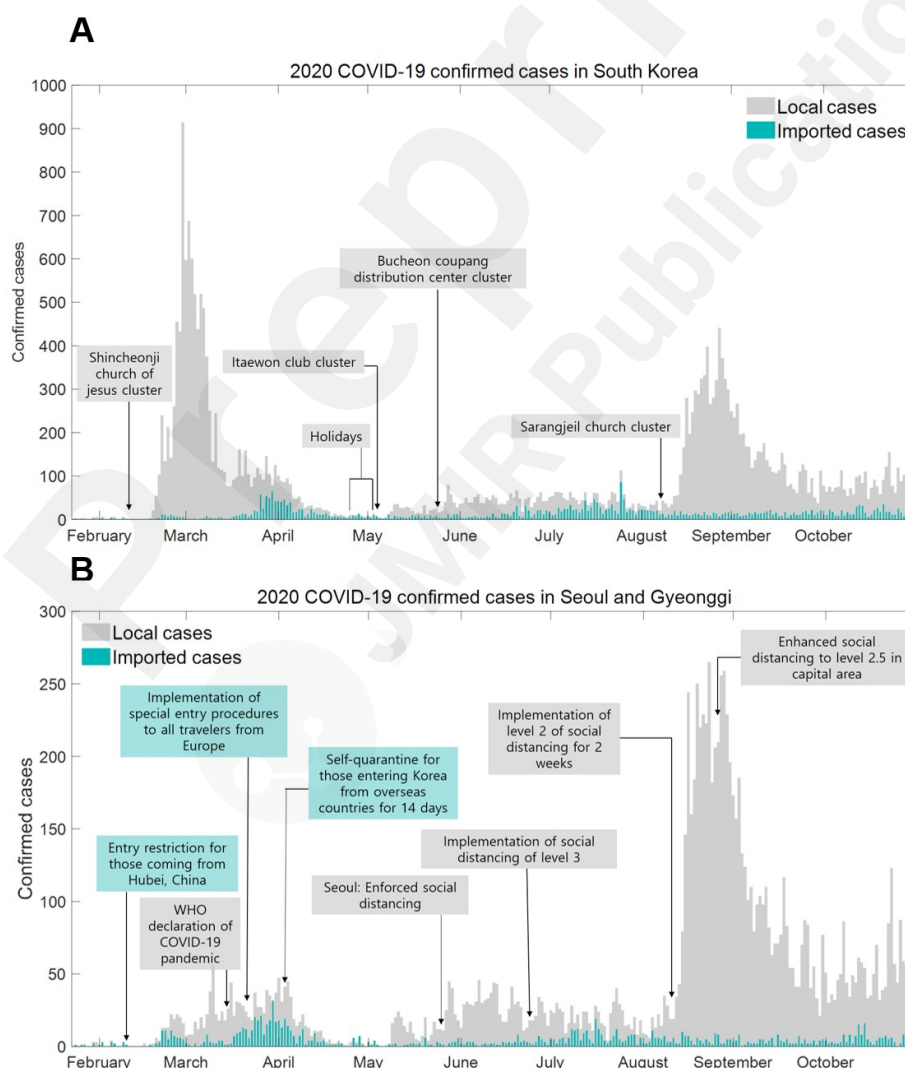 A
2020 COVID-19 confirmed cases in South Korea
1000
900
800
700
600
500
400
300
200
100
0
Confirmed cases
Local cases
Imported cases
Bucheon coupang
distribution center cluster
Shincheonji
church of
jesus cluster
Itaewon club cluster
Holidays
Sarangjeil church cluster
February March April May June July August September October
B
2020 COVID-19 confirmed cases in Seoul and Gyeonggi
300
250
200
150
100
50
0
Confirmed cases
Local cases
Imported cases
Enhanced social
distancing to level 2.5 in
capital area
Implementation of
special entry procedures
to all travelers from
Europe
Implementation of
level 2 of social
distancing for 2
weeks
Self-quarantine for
those entering Korea
from overseas
countries for 14 days
Entry restriction for
those coming from
Hubei, China
Implementation of social
distancing of level 3
Seoul: Enforced social
distancing
WHO
declaration of
COVID-19
pandemic
February March April May June July August September October
Preprint
JMIR Publications